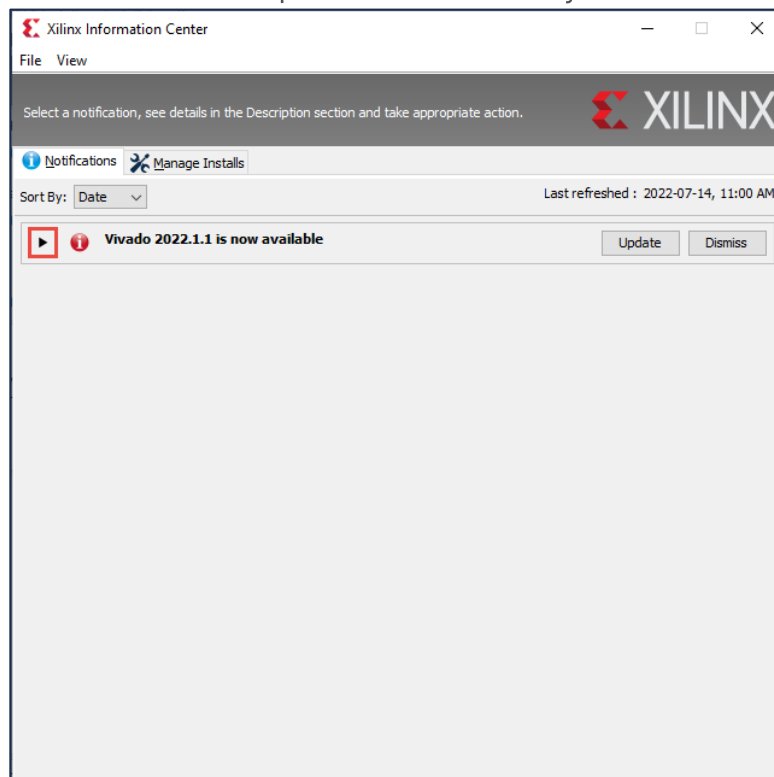 Xilinx Information Center
File View
Select a notification, see details in the Description section and take appropriate action.
XILINX
Notifications Manage Installs
Sort By: Date Last refreshed : 2022-07-14, 11:00 AM
Vivado 2022.1.1 is now available Update Dismiss